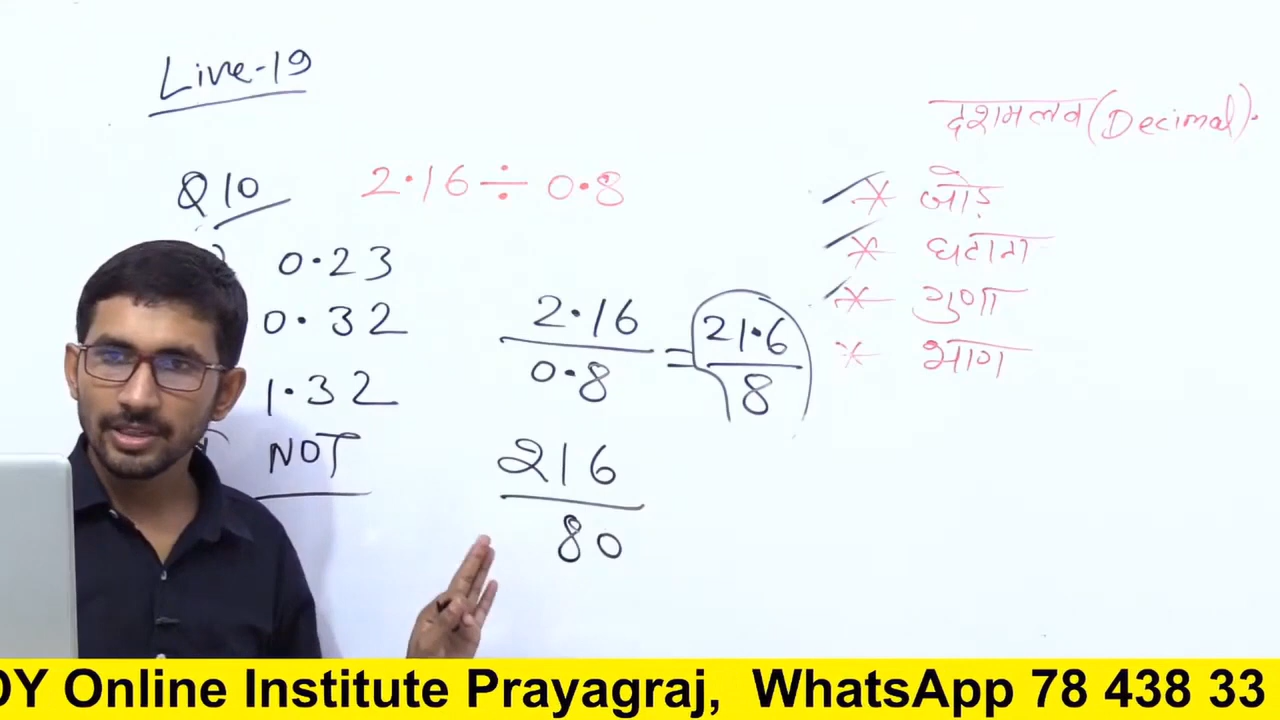 Live-19
दशमलव (Decimal).
Q10 2.16 ÷ 0.8
* जोड़
0.23
* घटाना
0.32
* गुणा
2.16/0.8 = 21.6/8
* भाग
1.32
NOT
216/80
OY Online Institute Prayagraj, WhatsApp 78 438 33